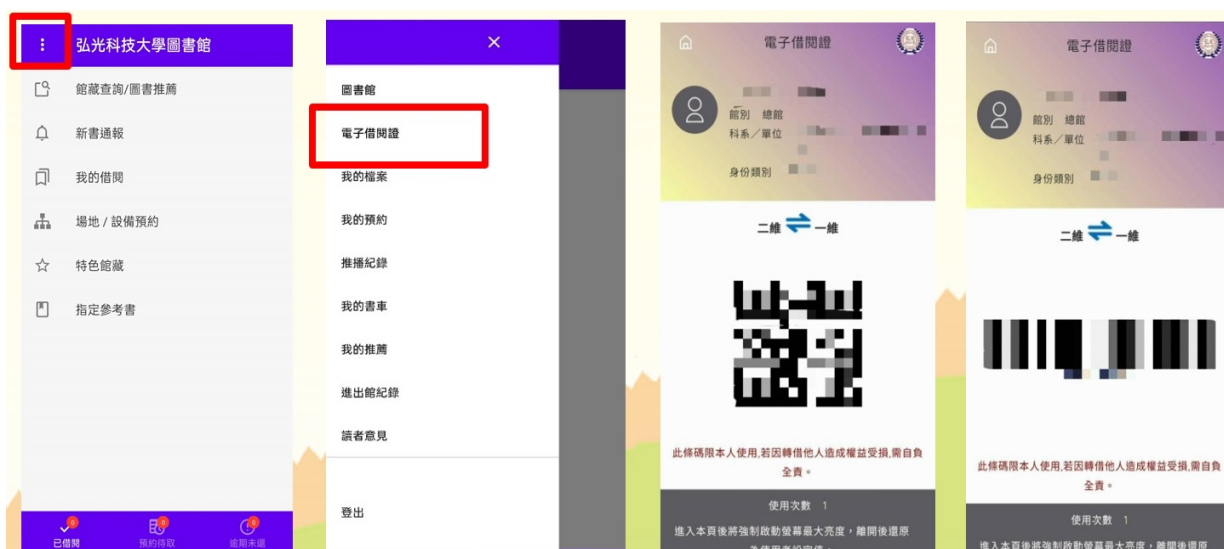 弘光科技大學圖書館
館藏查詢/圖書推薦
新書通報
我的借閱
場地 / 設備預約
特色館藏
指定參考書
0
0
0
已借閱
預約待取
逾期未還
×
圖書館
電子借閱證
我的檔案
我的預約
推播紀錄
我的書車
我的推薦
進出館紀錄
讀者意見
登出
電子借閱證
館別 總館
科系／單位
身份類別
二維 一維
此條碼限本人使用,若因轉借他人造成權益受損,需自負
全責。
使用次數 1
進入本頁後將強制啟動螢幕最大亮度，離開後還原
為使用者設定值。
電子借閱證
館別 總館
科系／單位
身份類別
二維 一維
此條碼限本人使用,若因轉借他人造成權益受損,需自負
全責。
使用次數 1
進入本頁後將強制啟動螢幕最大亮度，離開後還原